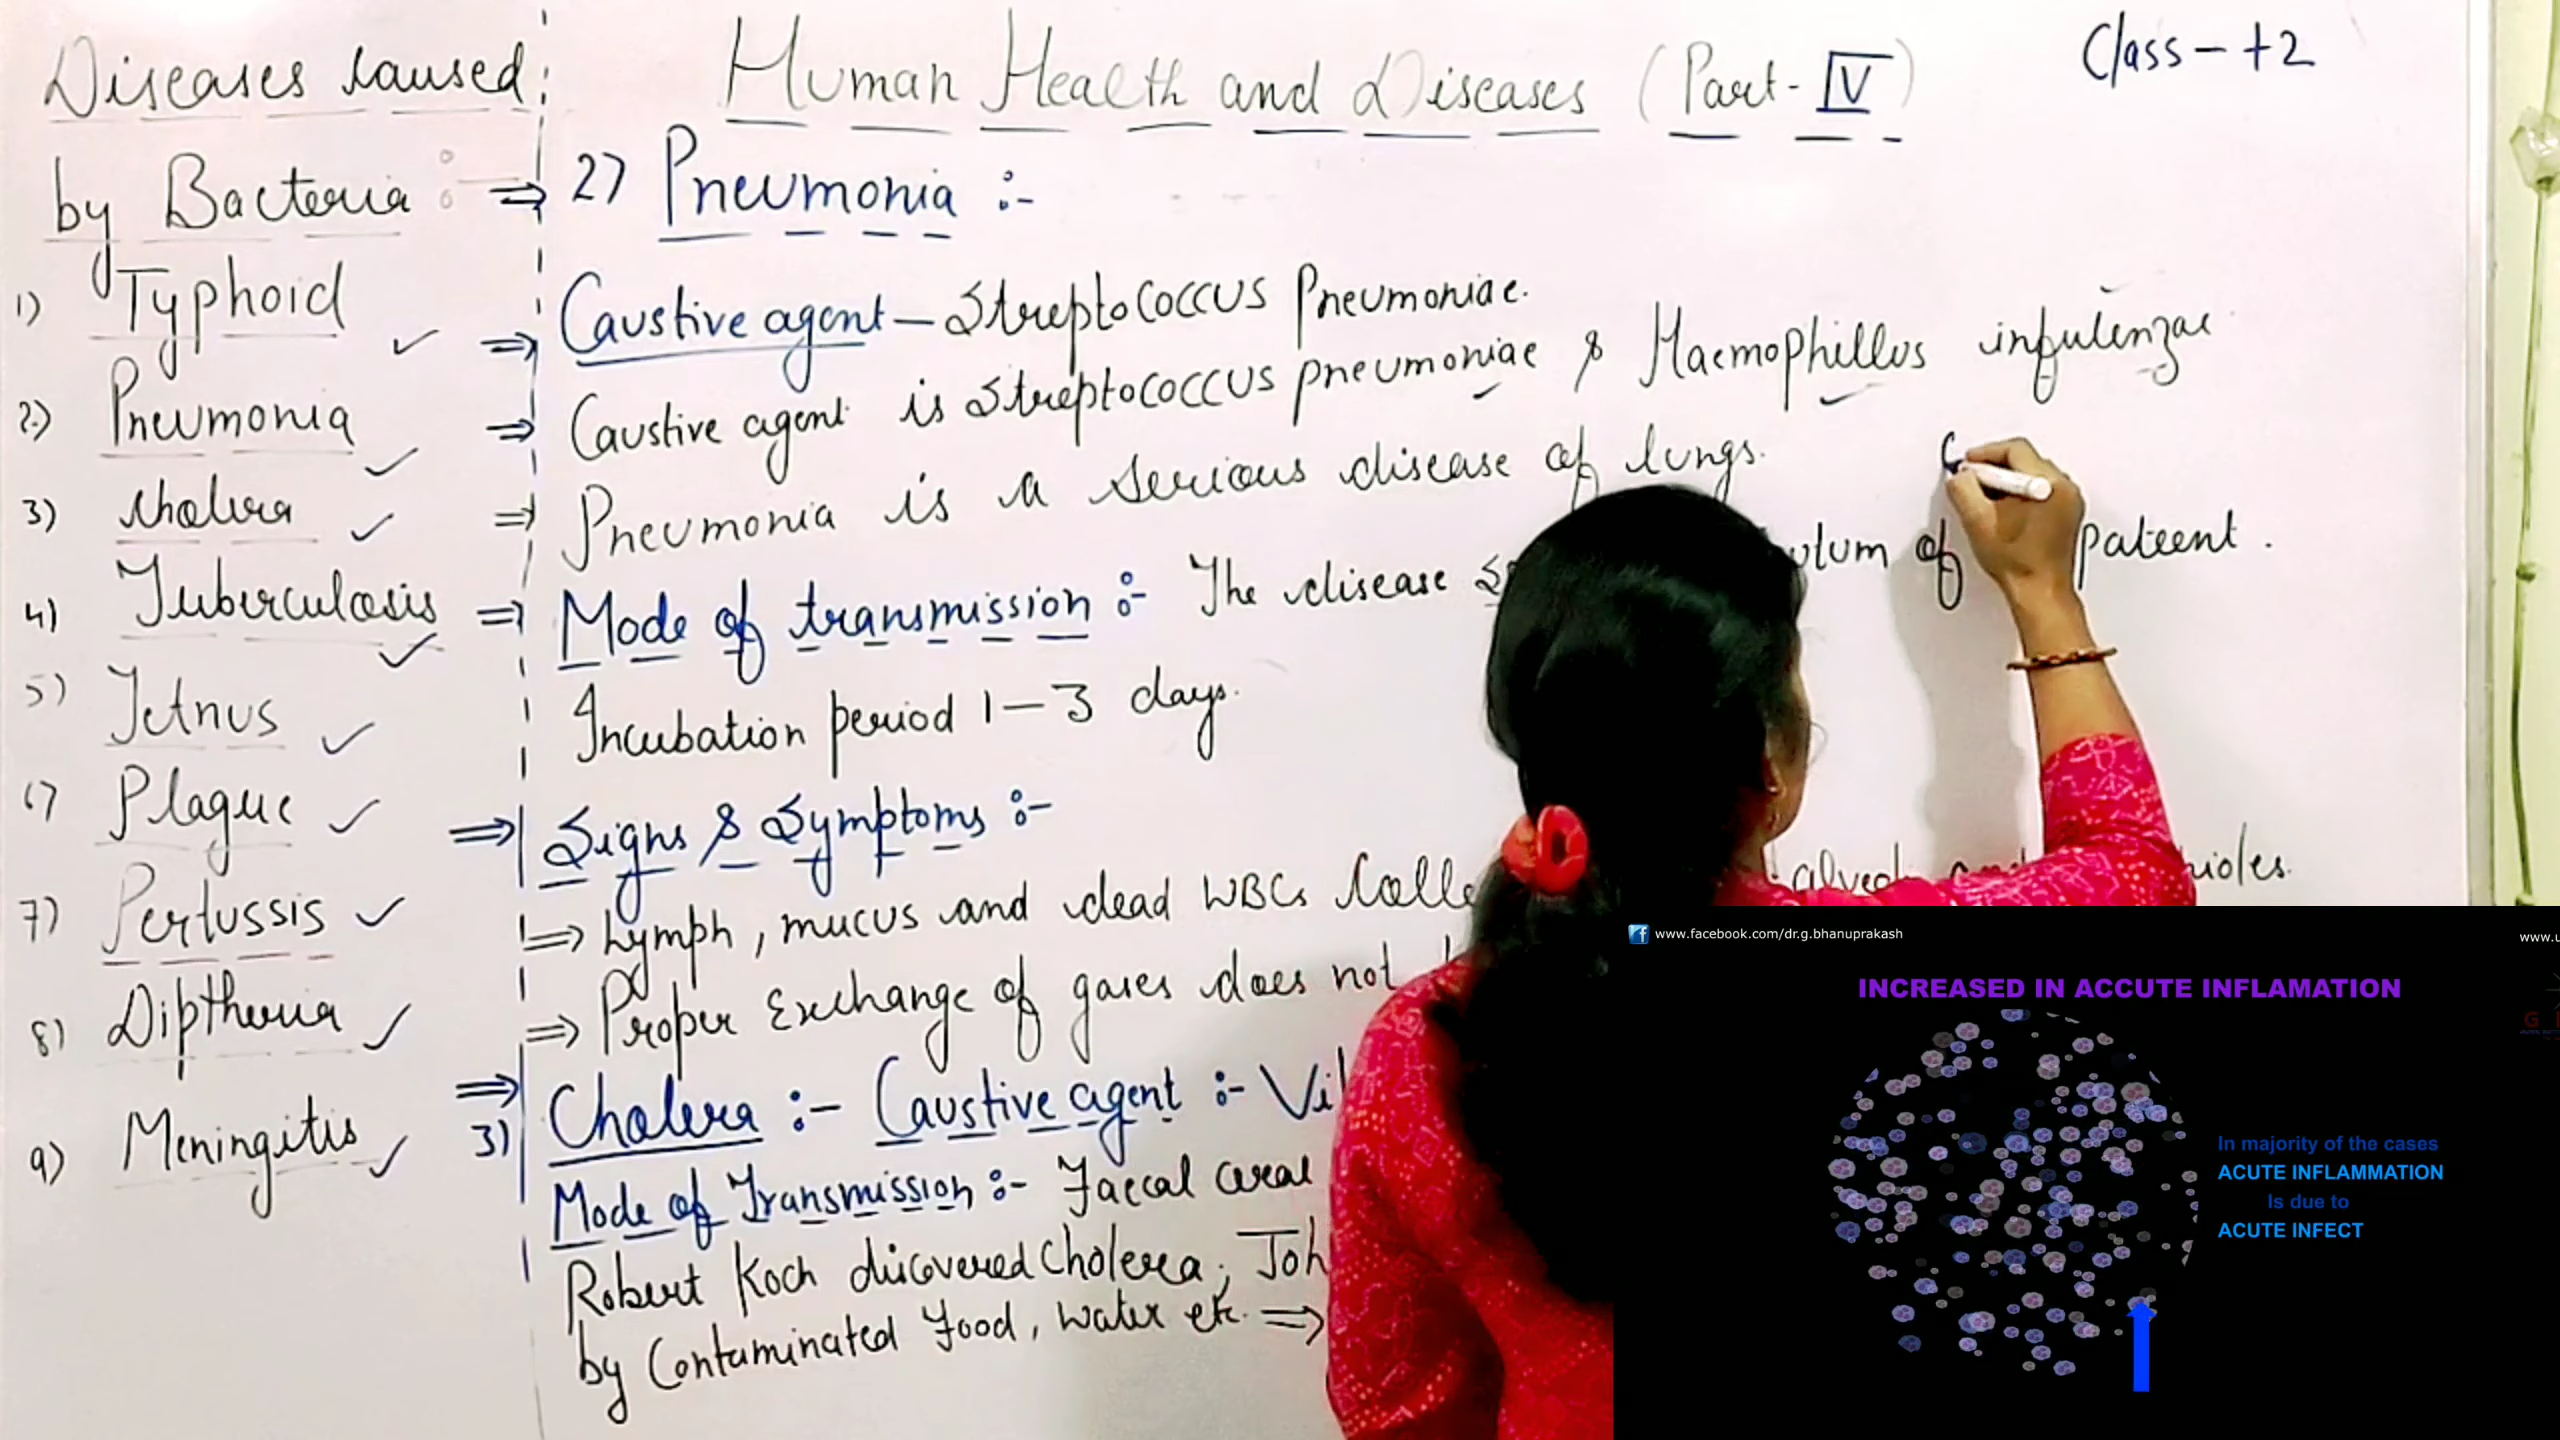 Diseases caused
by Bacteria :
1) Typhoid
2) Pneumonia
3) Cholera
4) Tuberculosis
5) Tetnus
6) Plague
7) Pertussis
8) Diptheria
9) Meningitis
Human Health and Diseases (Part-IV)
Class - +2
⇒ 2) Pneumonia :-
⇒ Caustive agent – Streptococcus Pneumoniae.
⇒ Caustive agent is Streptococcus pneumoniae & Haemophillus infulenzae
⇒ Pneumonia is a serious disease of lungs.
⇒ Mode of transmission :- The disease of patient.
Incubation period 1 – 3 days.
⇒ Signs & Symptoms :-
⇒ Lymph, mucus and dead WBCs
⇒ Proper Exchange of gases does not
⇒ 3) Cholera :- Caustive agent :-
Mode of Transmission :- Faecal oral
Robert Koch discovered Cholera,
by Contaminated Food, water etc. ⇒
www.facebook.com/dr.g.bhanuprakash
INCREASED IN ACCUTE INFLAMATION
In majority of the cases
ACUTE INFLAMMATION
Is due to
ACUTE INFECT